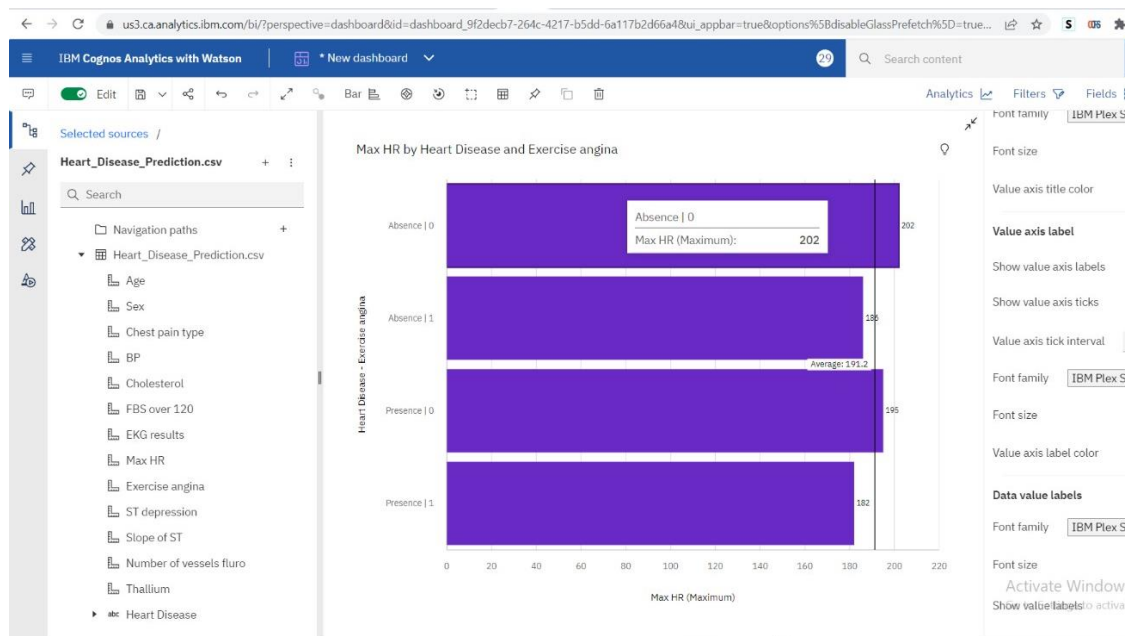 us3.ca.analytics.ibm.com/bi/?perspective=dashboard&id=dashboard_9f2decb7-264c-4217-b5dd-6a117b2d66a4&ui_appbar=true&options%5BdisableGlassPrefetch%5D=true...
IBM Cognos Analytics with Watson
* New dashboard
29
Search content
Edit
Bar
Analytics
Filters
Fields
Selected sources /
Heart_Disease_Prediction.csv
Search
Navigation paths
Heart_Disease_Prediction.csv
Age
Sex
Chest pain type
BP
Cholesterol
FBS over 120
EKG results
Max HR
Exercise angina
ST depression
Slope of ST
Number of vessels fluro
Thallium
abc Heart Disease
Max HR by Heart Disease and Exercise angina
Heart Disease - Exercise angina
Absence | 0
202
Absence | 0
Max HR (Maximum): 202
Absence | 1
186
Average: 191.2
Presence | 0
195
Presence | 1
182
0 20 40 60 80 100 120 140 160 180 200 220
Max HR (Maximum)
Font family IBM Plex S
Font size
Value axis title color
Value axis label
Show value axis labels
Show value axis ticks
Value axis tick interval
Font family IBM Plex S
Font size
Value axis label color
Data value labels
Font family IBM Plex S
Font size
Activate Window
Show value labels